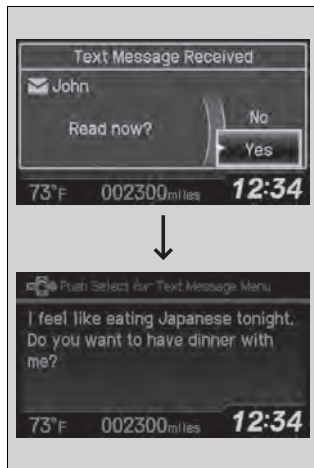 Text Message Received
John
Read now?
No
Yes
73°F 002300miles 12:34
Push Select for Text Message Menu
I feel like eating Japanese tonight.
Do you want to have dinner with
me?
73°F 002300miles 12:34